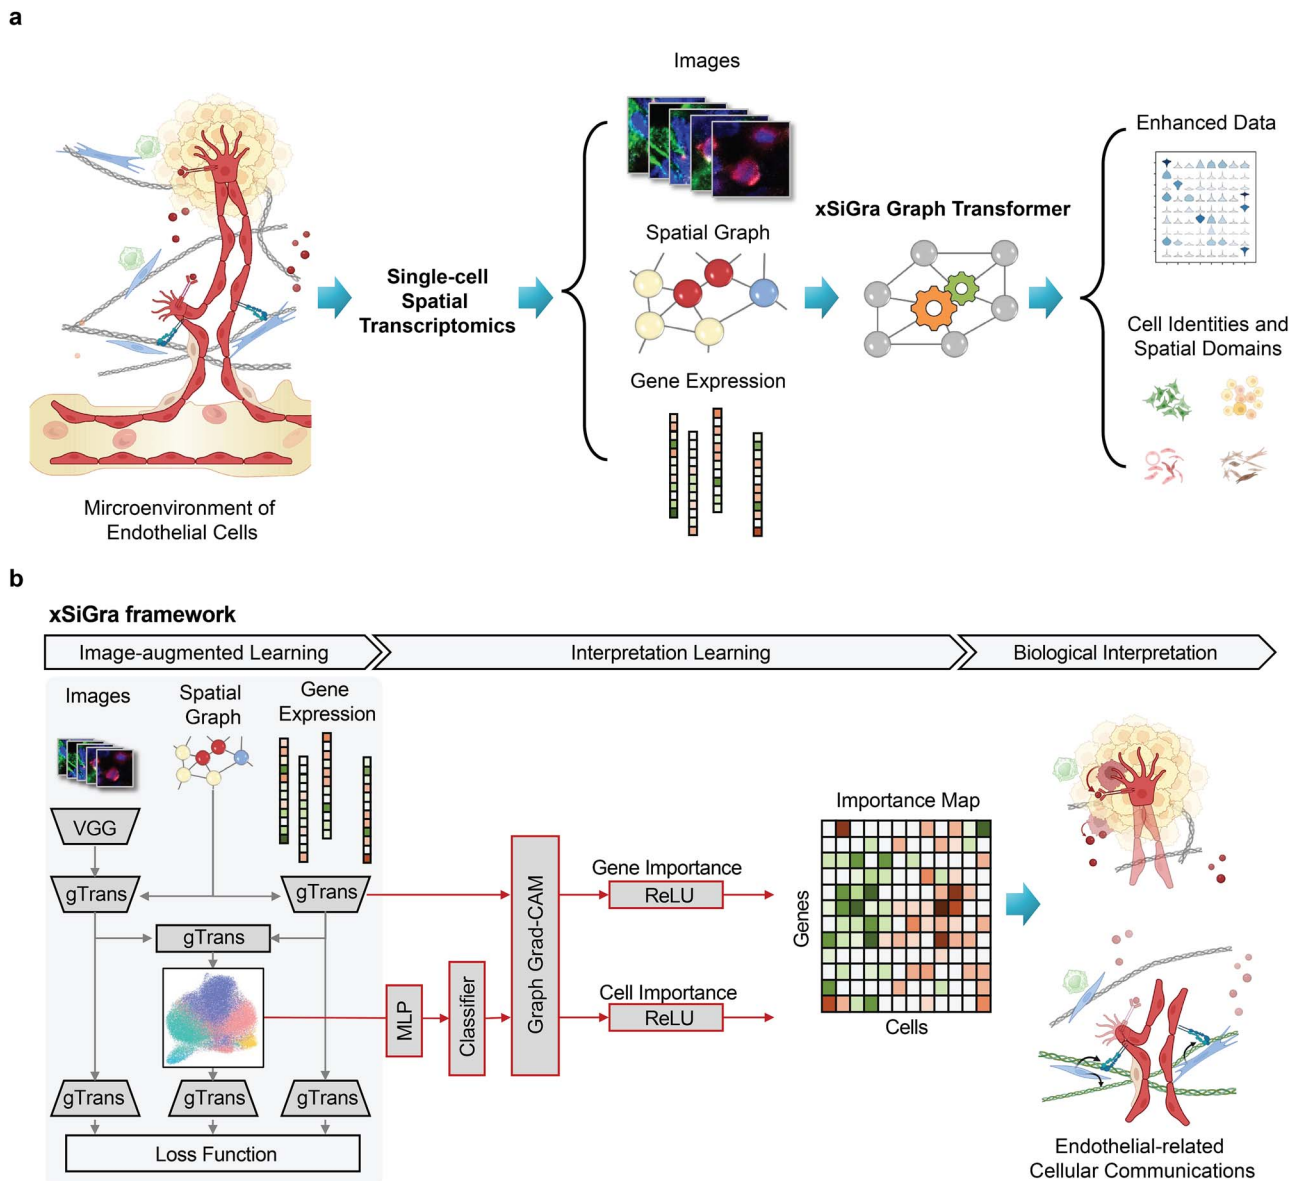 a
Images
Enhanced Data
xSiGra Graph Transformer
Spatial Graph
Single-cell
Spatial
Transcriptomics
Cell Identities and
Spatial Domains
Gene Expression
Mircroenvironment of
Endothelial Cells
b
xSiGra framework
Image-augmented Learning
Interpretation Learning
Biological Interpretation
Images
Spatial
Graph
Gene
Expression
VGG
gTrans
gTrans
gTrans
MLP
Classifier
Graph Grad-CAM
Gene Importance
ReLU
Cell Importance
ReLU
Importance Map
Genes
Cells
gTrans
gTrans
gTrans
Loss Function
Endothelial-related
Cellular Communications